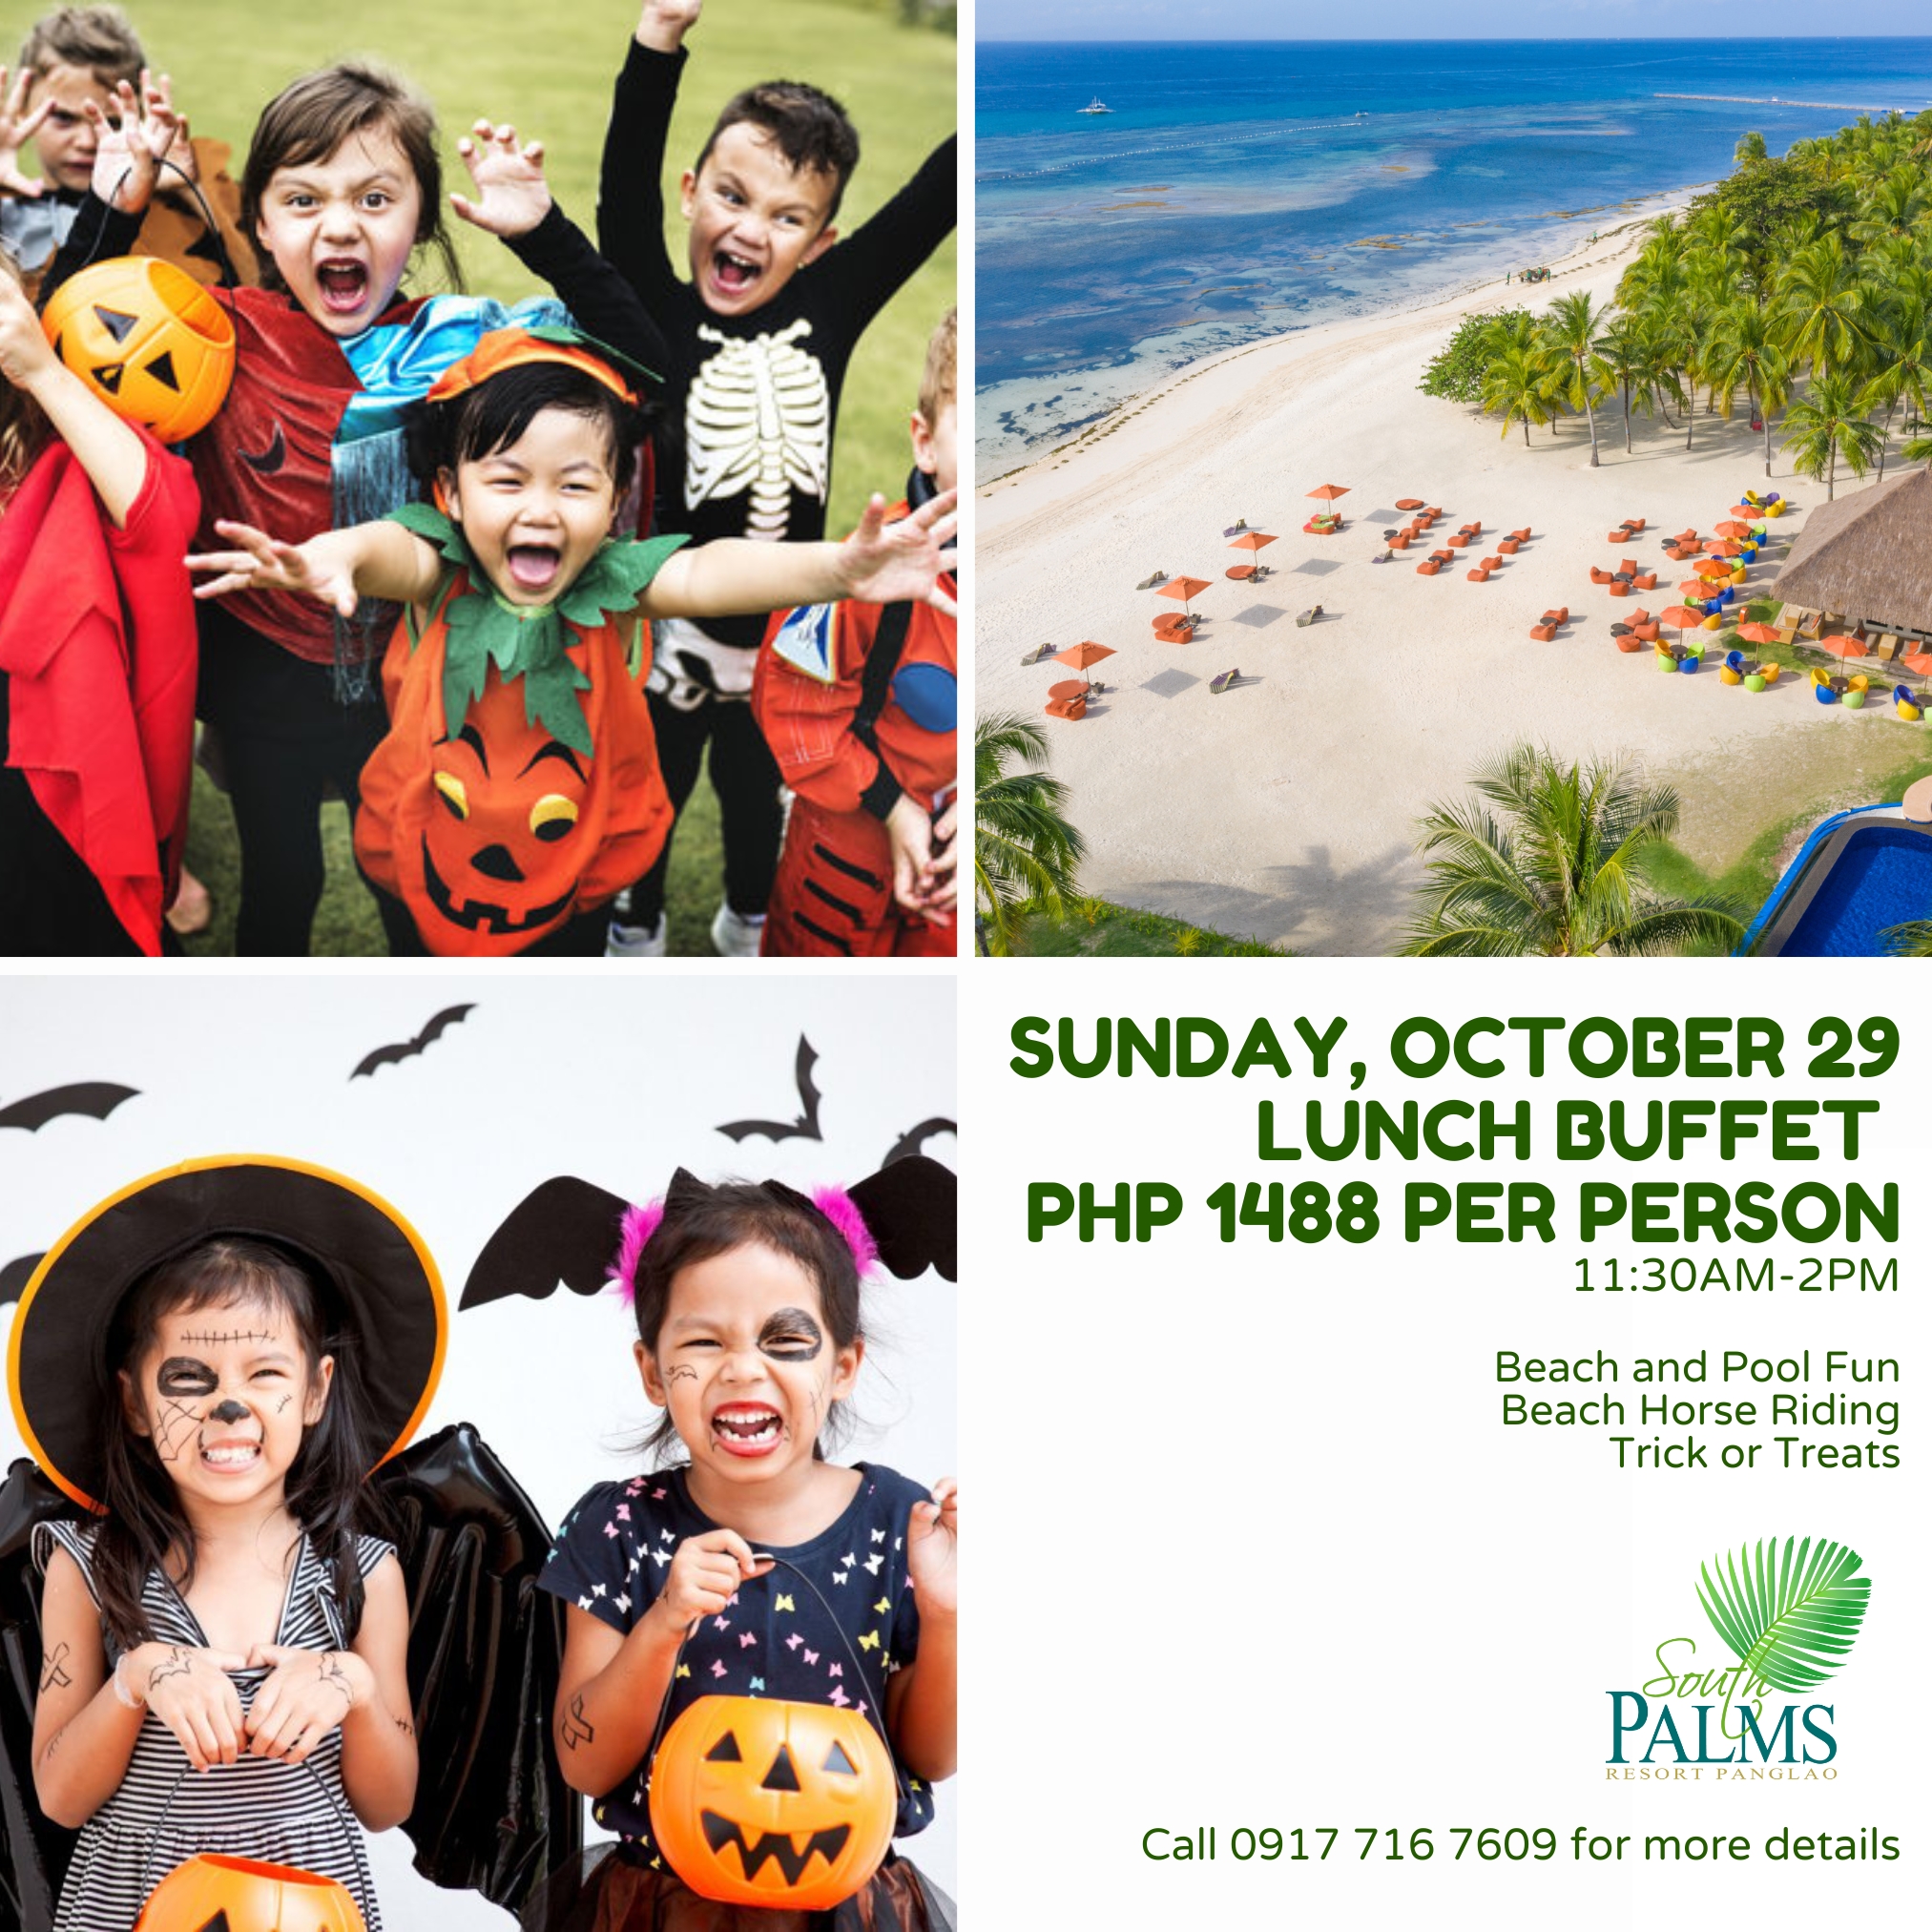 SUNDAY, OCTOBER 29
LUNCH BUFFET
PHP 1488 PER PERSON
11:30AM-2PM
Beach and Pool Fun
Beach Horse Riding
Trick or Treats
South
PALMS
RESORT PANGLAO
Call 0917 716 7609 for more details